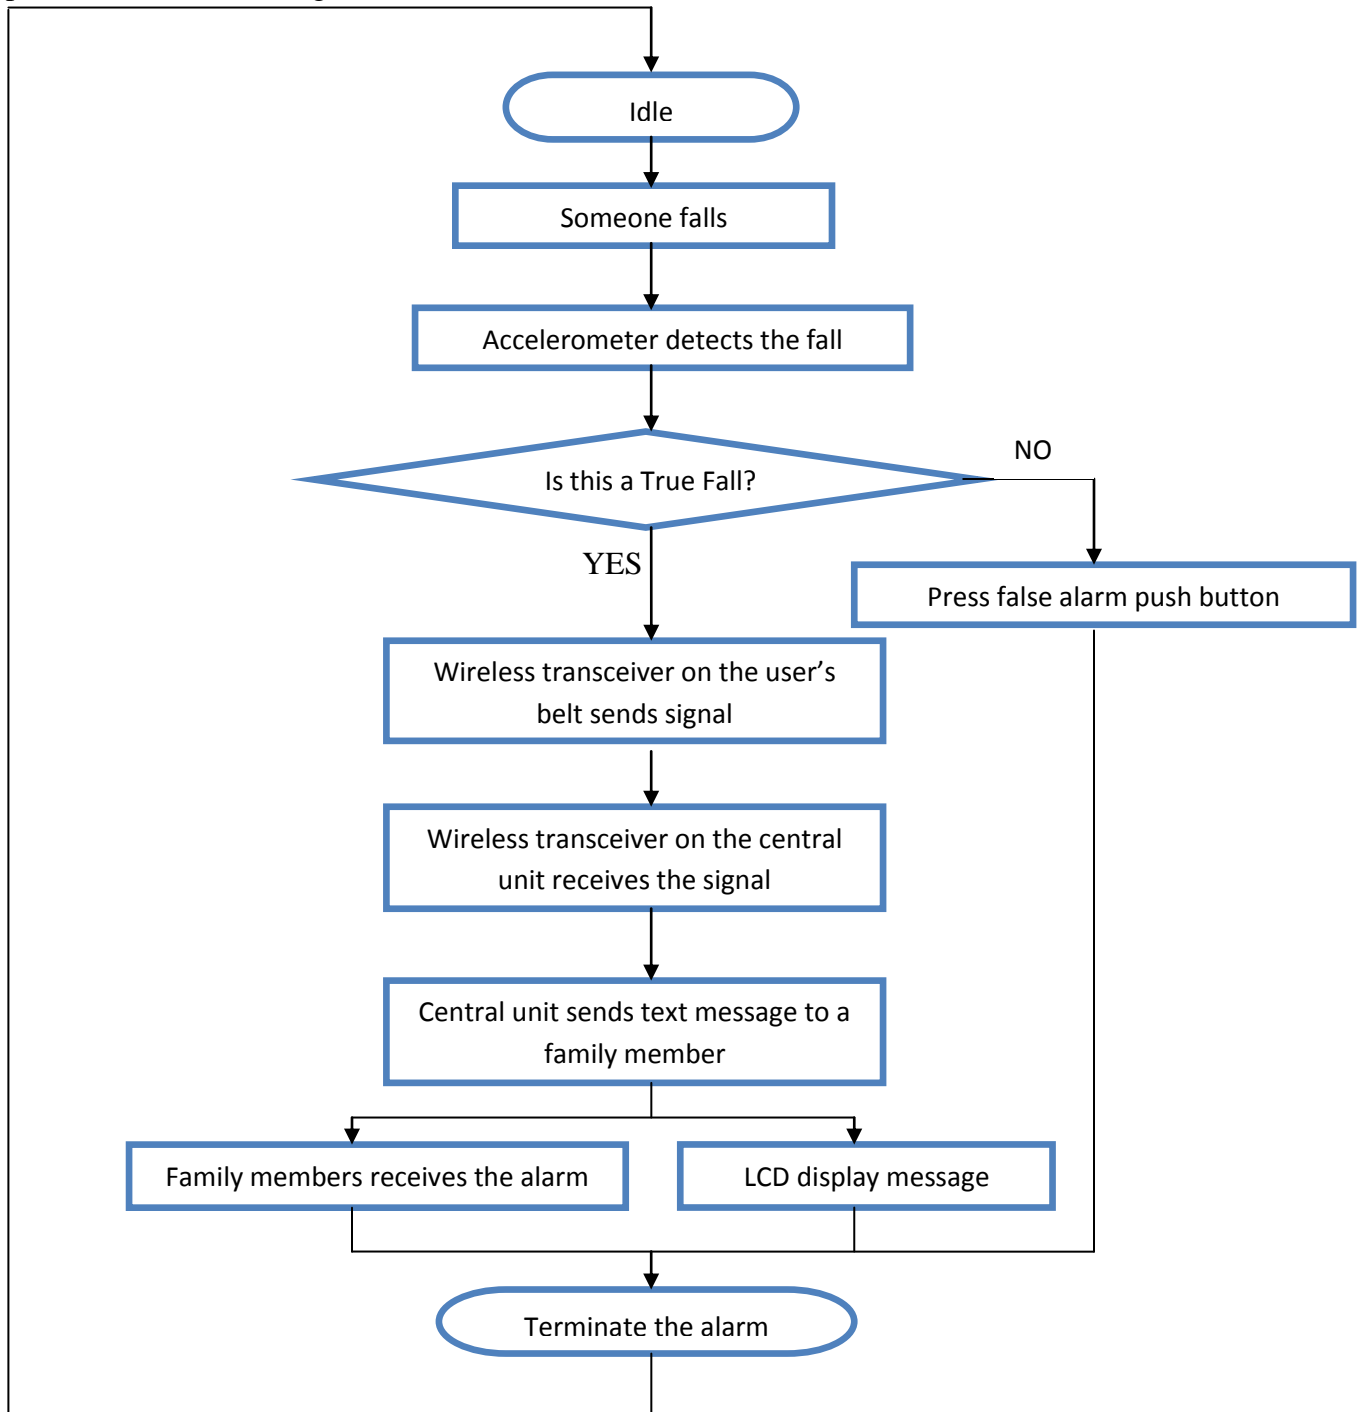 Idle
Someone falls
Accelerometer detects the fall
Is this a True Fall?
NO
YES
Press false alarm push button
Wireless transceiver on the user’s
belt sends signal
Wireless transceiver on the central
unit receives the signal
Central unit sends text message to a
family member
Family members receives the alarm
LCD display message
Terminate the alarm